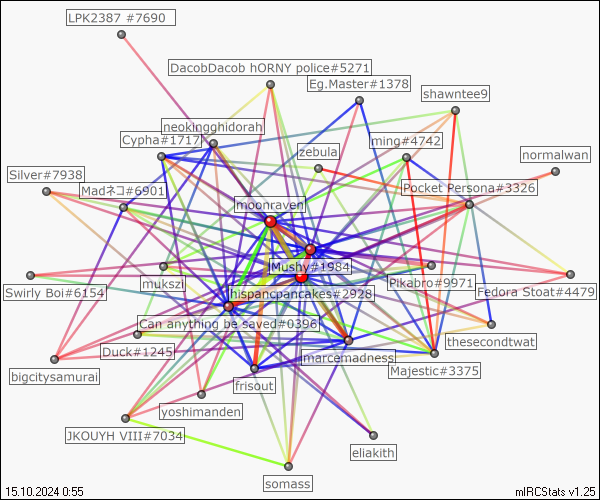 LPK2387 #7690
DacobDacob hORNY police#5271
Eg.Master#1378
shawntee9
neokingghidorah
Cypha#1717
ming#4742
zebula
normalwan
Silver#7938
Madネコ#6901
Pocket Persona#3326
moonraven
JMushy#1984
mukszi
Pikabro#9971
Swirly Boi#6154
hispanicpancakes#2928
Fedora Stoat#4479
Can anything be saved#0396
thesecondtwat
Duck#1245
marcemadness
Majestic#3375
bigcitysamurai
frisout
yoshimanden
JKOUYH VIII#7034
eliakith
somass
15.10.2024 0:55
mIRCStats v1.25